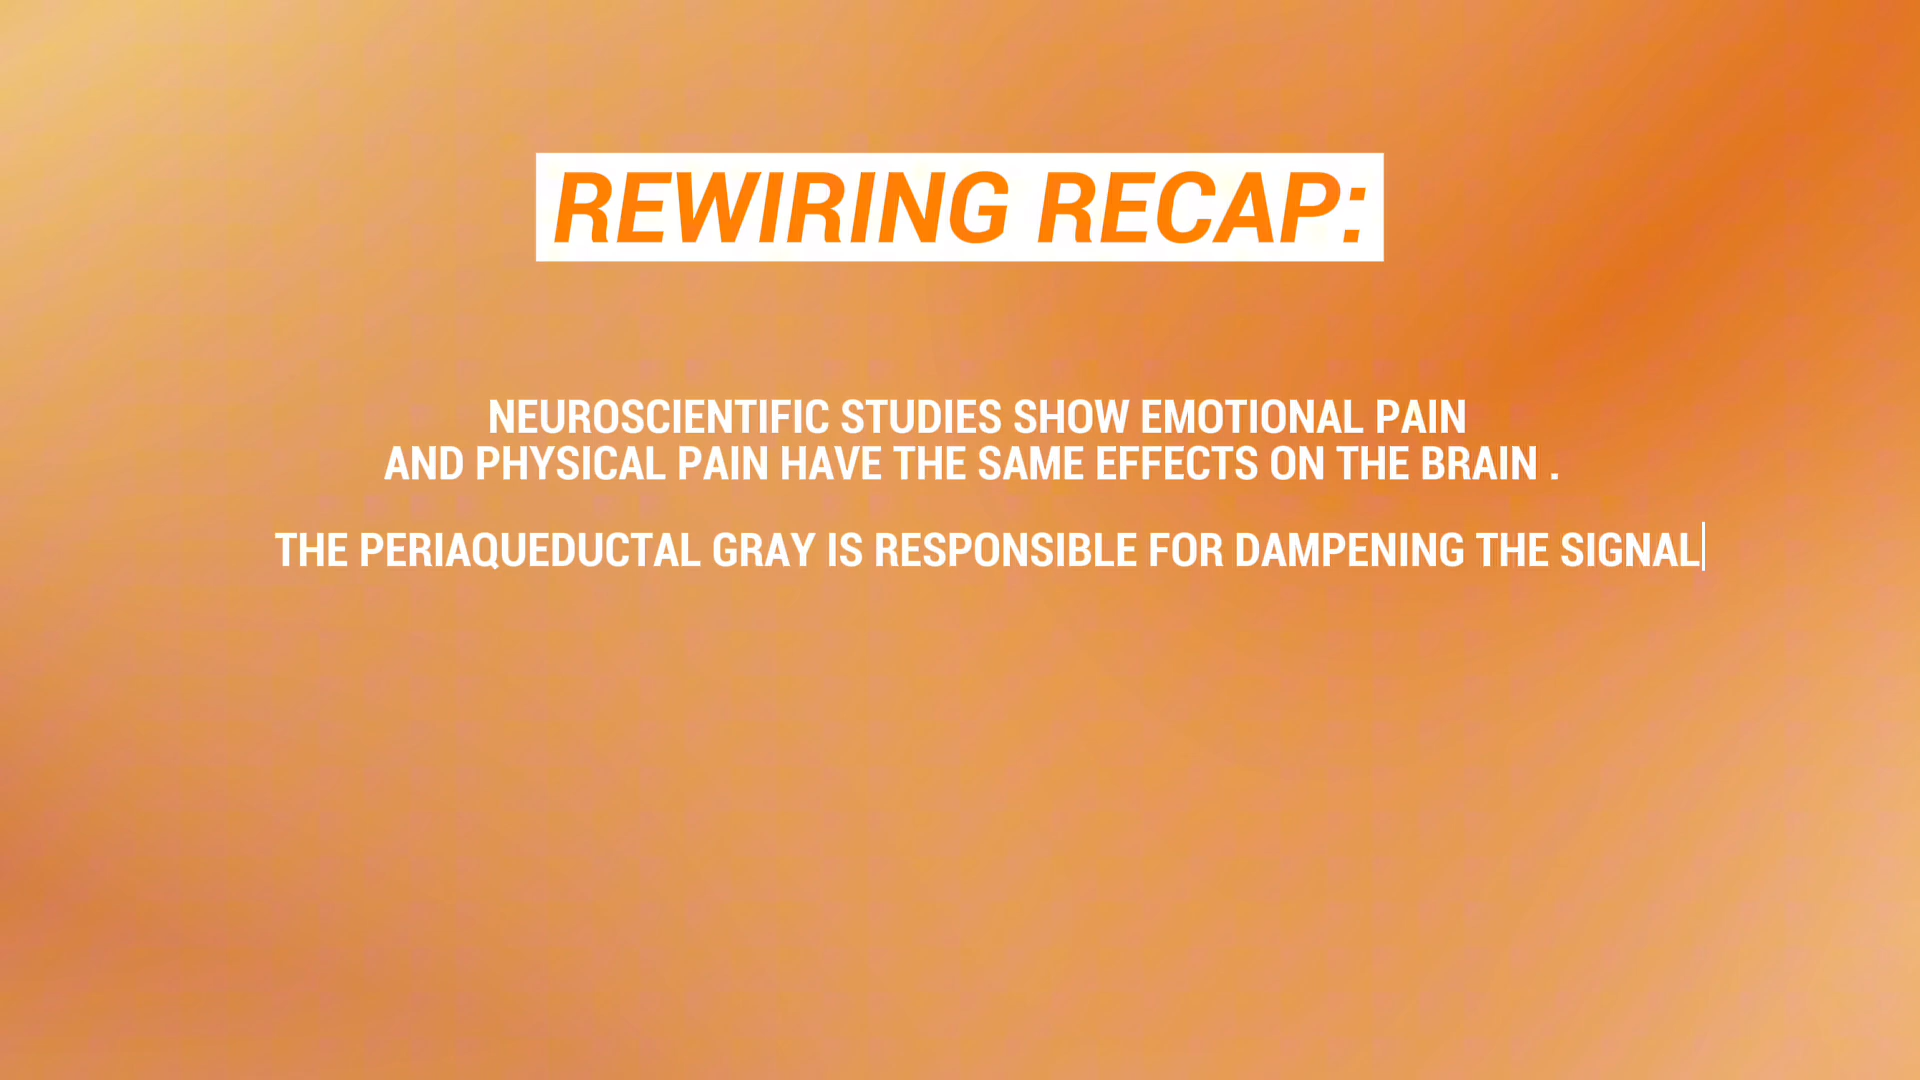 REWIRING RECAP:
NEUROSCIENTIFIC STUDIES SHOW EMOTIONAL PAIN
AND PHYSICAL PAIN HAVE THE SAME EFFECTS ON THE BRAIN .
THE PERIAQUEDUCTAL GRAY IS RESPONSIBLE FOR DAMPENING THE SIGNAL